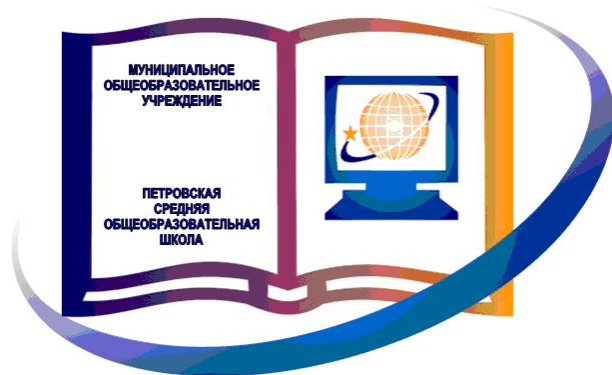 МУНИЦИПАЛЬНОЕ
ОБЩЕОБРАЗОВАТЕЛЬНОЕ
УЧРЕЖДЕНИЕ
ПЕТРОВСКАЯ
СРЕДНЯЯ
ОБЩЕОБРАЗОВАТЕЛЬНАЯ
ШКОЛА